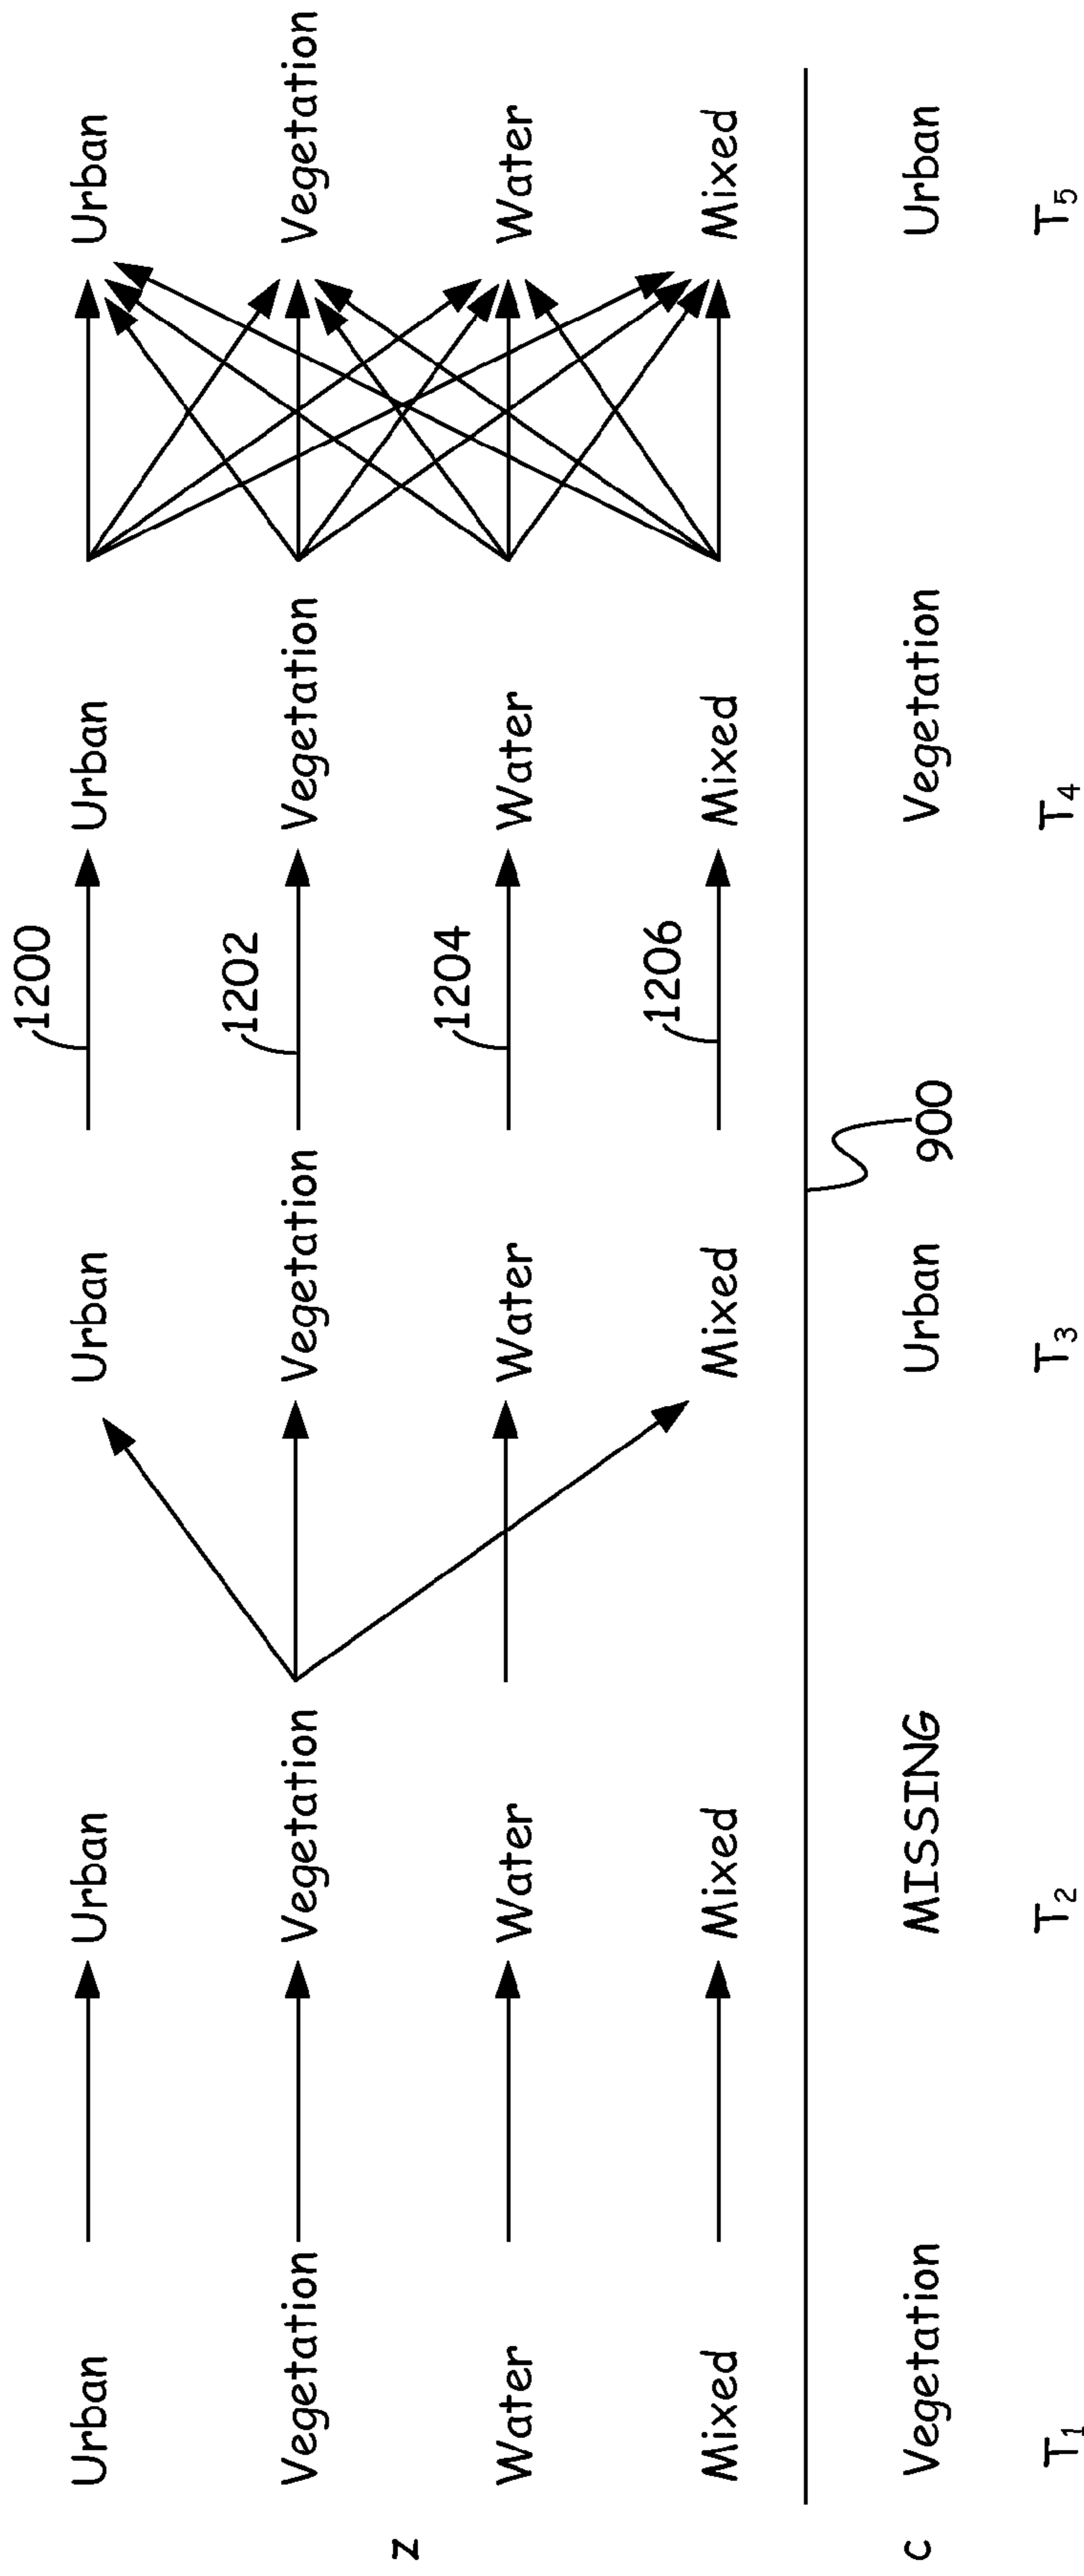 1200
Urban Urban Urban Urban Urban
1202
Vegetation Vegetation Vegetation Vegetation Vegetation
z
1204
Water Water Water Water Water
1206
Mixed Mixed Mixed Mixed Mixed
900
c Vegetation MISSING Urban Vegetation Urban
T1 T2 T3 T4 T5